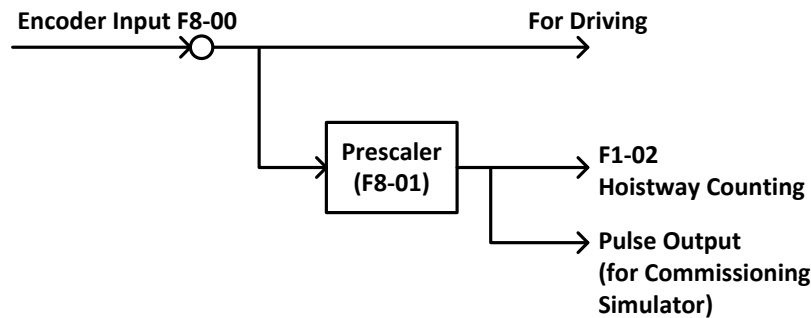 Encoder Input F8-00
For Driving
Prescaler
(F8-01)
F1-02
Hoistway Counting
Pulse Output
(for Commissioning
Simulator)